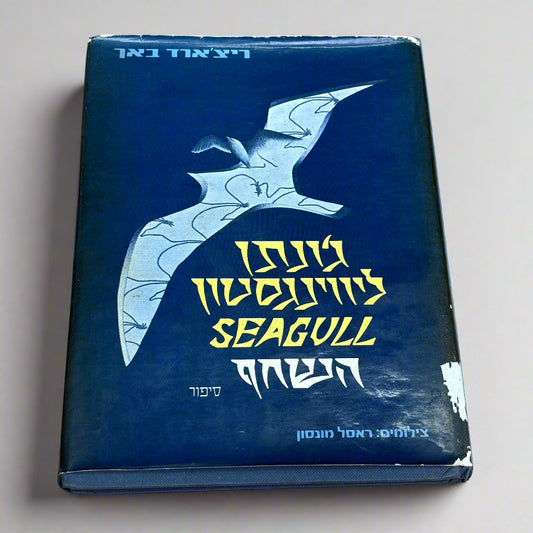 ריצ'ארד באך
ג'ונתן
ליווינגסטון
SEAGULL
השחף
סיפור
צילומים: ראסל מונסון